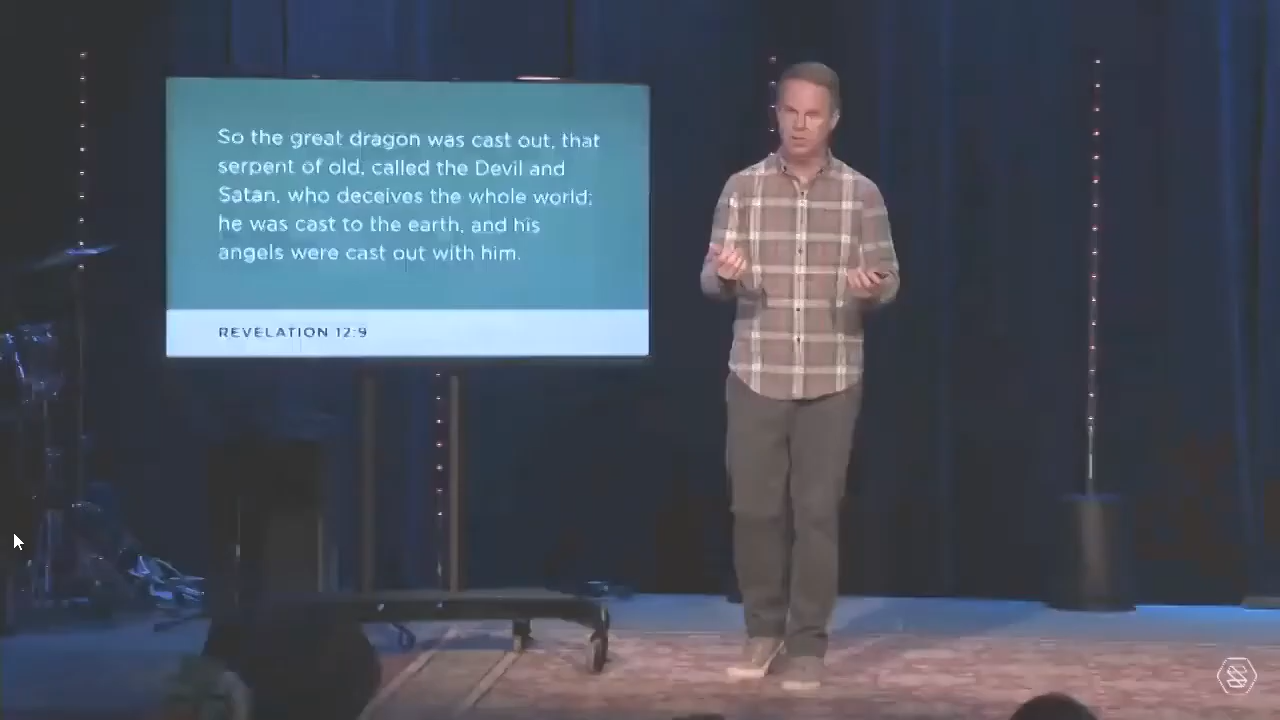 So the great dragon was cast out, that
serpent of old, called the Devil and
Satan, who deceives the whole world;
he was cast to the earth, and his
angels were cast out with him.
REVELATION 12:9